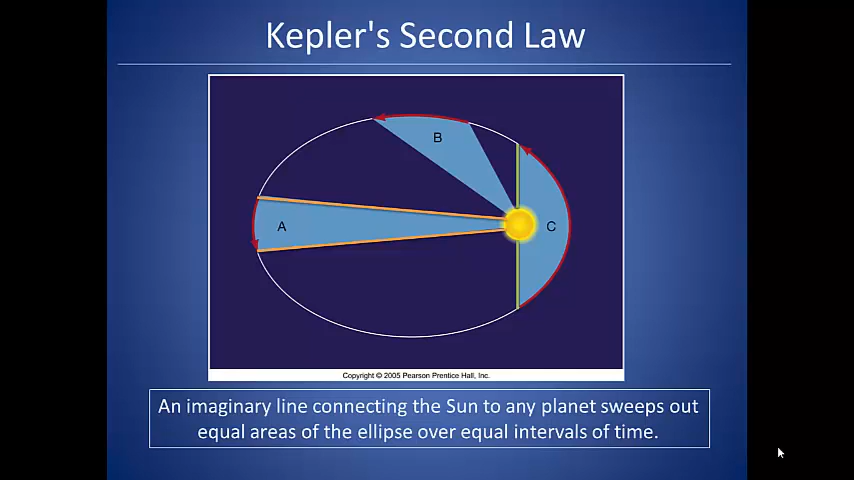 Kepler's Second Law
B
A
C
Copyright © 2005 Pearson Prentice Hall, Inc.
An imaginary line connecting the Sun to any planet sweeps out
equal areas of the ellipse over equal intervals of time.